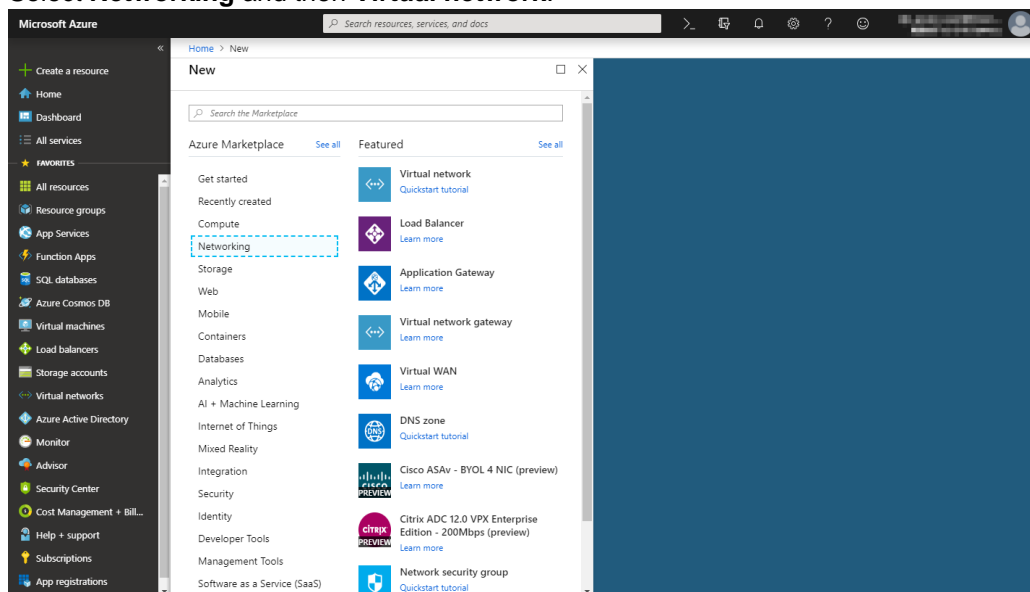 Select Networking and then Virtual network.
Microsoft Azure
Search resources, services, and docs
Home > New
Create a resource
Home
Dashboard
All services
FAVORITES
All resources
Resource groups
App Services
Function Apps
SQL databases
Azure Cosmos DB
Virtual machines
Load balancers
Storage accounts
Virtual networks
Azure Active Directory
Monitor
Advisor
Security Center
Cost Management + Bill...
Help + support
Subscriptions
App registrations
New
Search the Marketplace
Azure Marketplace See all
Get started
Recently created
Compute
Networking
Storage
Web
Mobile
Containers
Databases
Analytics
AI + Machine Learning
Internet of Things
Mixed Reality
Integration
Security
Identity
Developer Tools
Management Tools
Software as a Service (SaaS)
Featured See all
Virtual network
Quickstart tutorial
Load Balancer
Learn more
Application Gateway
Learn more
Virtual network gateway
Learn more
Virtual WAN
Learn more
DNS
DNS zone
Quickstart tutorial
CISCO
PREVIEW
Cisco ASAv - BYOL 4 NIC (preview)
Learn more
CITRIX
PREVIEW
Citrix ADC 12.0 VPX Enterprise
Edition - 200Mbps (preview)
Learn more
Network security group
Quickstart tutorial